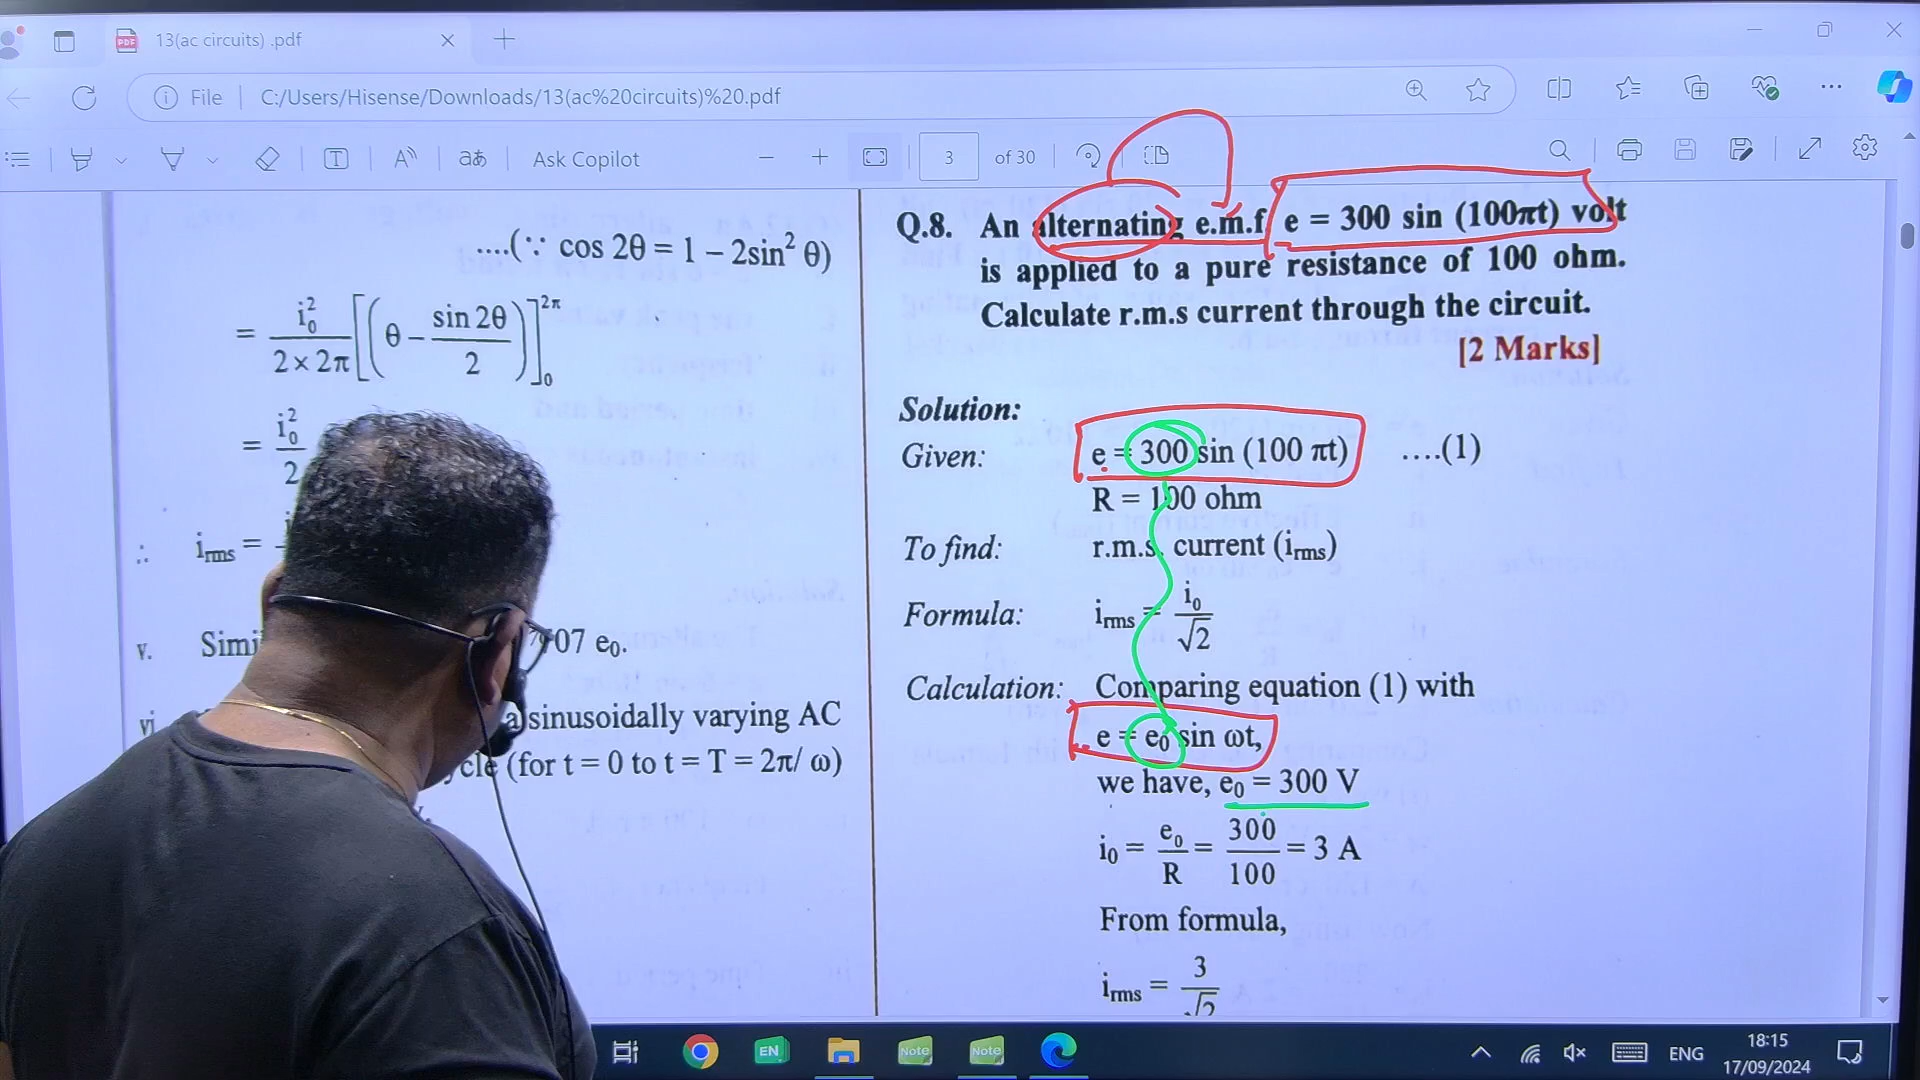 13(ac circuits) .pdf
File C:/Users/Hisense/Downloads/13(ac%20circuits)%20.pdf
Ask Copilot
3 of 30
....(∵ cos 2θ = 1 – 2sin² θ)
= i₀² / 2 × 2π [(θ – sin 2θ / 2)]₀^2π
= i₀² / 2
∴ i_rms =
v. 07 e₀.
vi
sinusoidally varying AC
(for t = 0 to t = T = 2π/ ω)
Q.8. An alternating e.m.f. e = 300 sin (100πt) volt
is applied to a pure resistance of 100 ohm.
Calculate r.m.s current through the circuit.
[2 Marks]
Solution:
Given: e = 300 sin (100 πt) ....(1)
R = 100 ohm
To find: r.m.s. current (i_rms)
Formula: i_rms = i₀ / √2
Calculation: Comparing equation (1) with
e = e₀ sin ωt,
we have, e₀ = 300 V
i₀ = e₀ / R = 300 / 100 = 3 A
From formula,
i_rms = 3 / √2
EN Note Note
ENG
18:15
17/09/2024